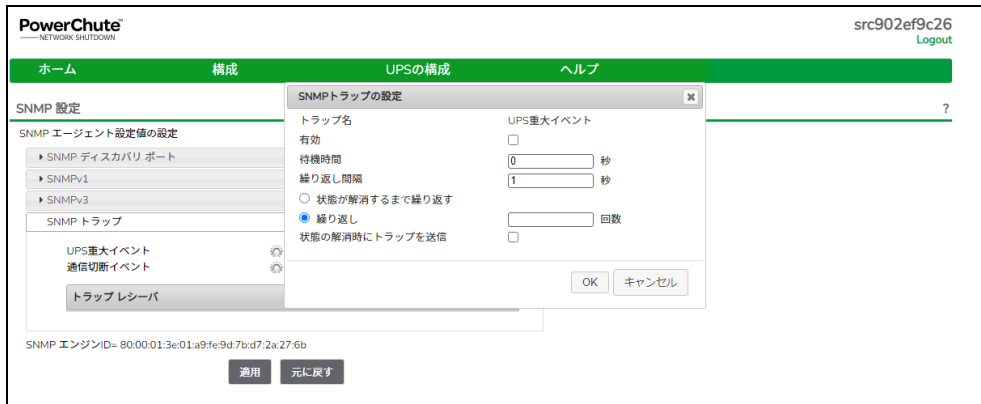 PowerChute
NETWORK SHUTDOWN
src902ef9c26
Logout
ホーム 構成 UPSの構成 ヘルプ
SNMP 設定
?
SNMP エージェント設定値の設定
SNMP ディスカバリ ポート
SNMPv1
SNMPv3
SNMP トラップ
UPS重大イベント
通信切断イベント
トラップ レシーバ
SNMPトラップの設定
トラップ名 UPS重大イベント
有効
待機時間 0 秒
繰り返し間隔 1 秒
状態が解消するまで繰り返す
繰り返し 回数
状態の解消時にトラップを送信
OK キャンセル
SNMP エンジンID= 80:00:01:3e:01:a9:fe:9d:7b:d7:2a:27:6b
適用 元に戻す